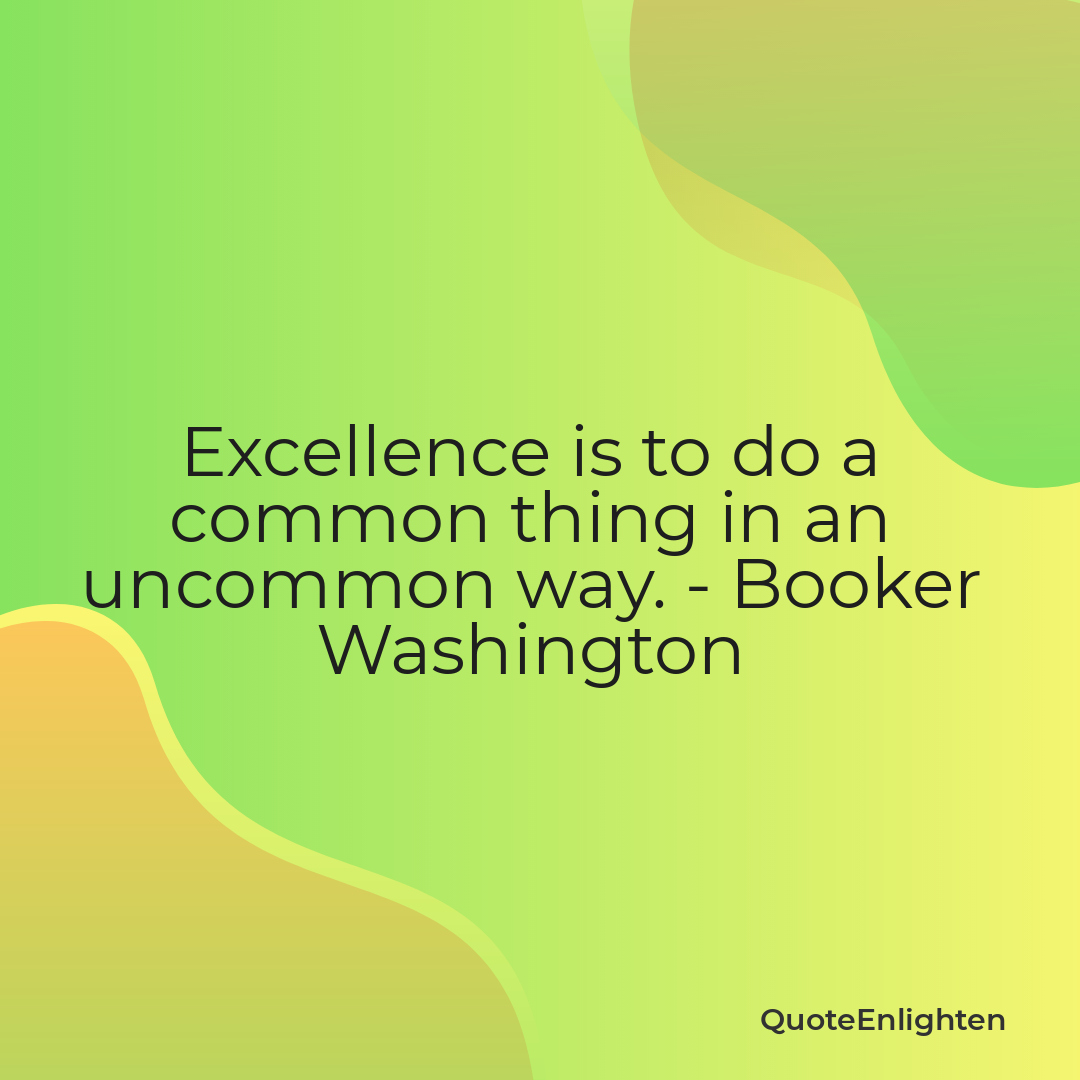 Excellence is to do a
common thing in an
uncommon way. - Booker
Washington
QuoteEnlighten